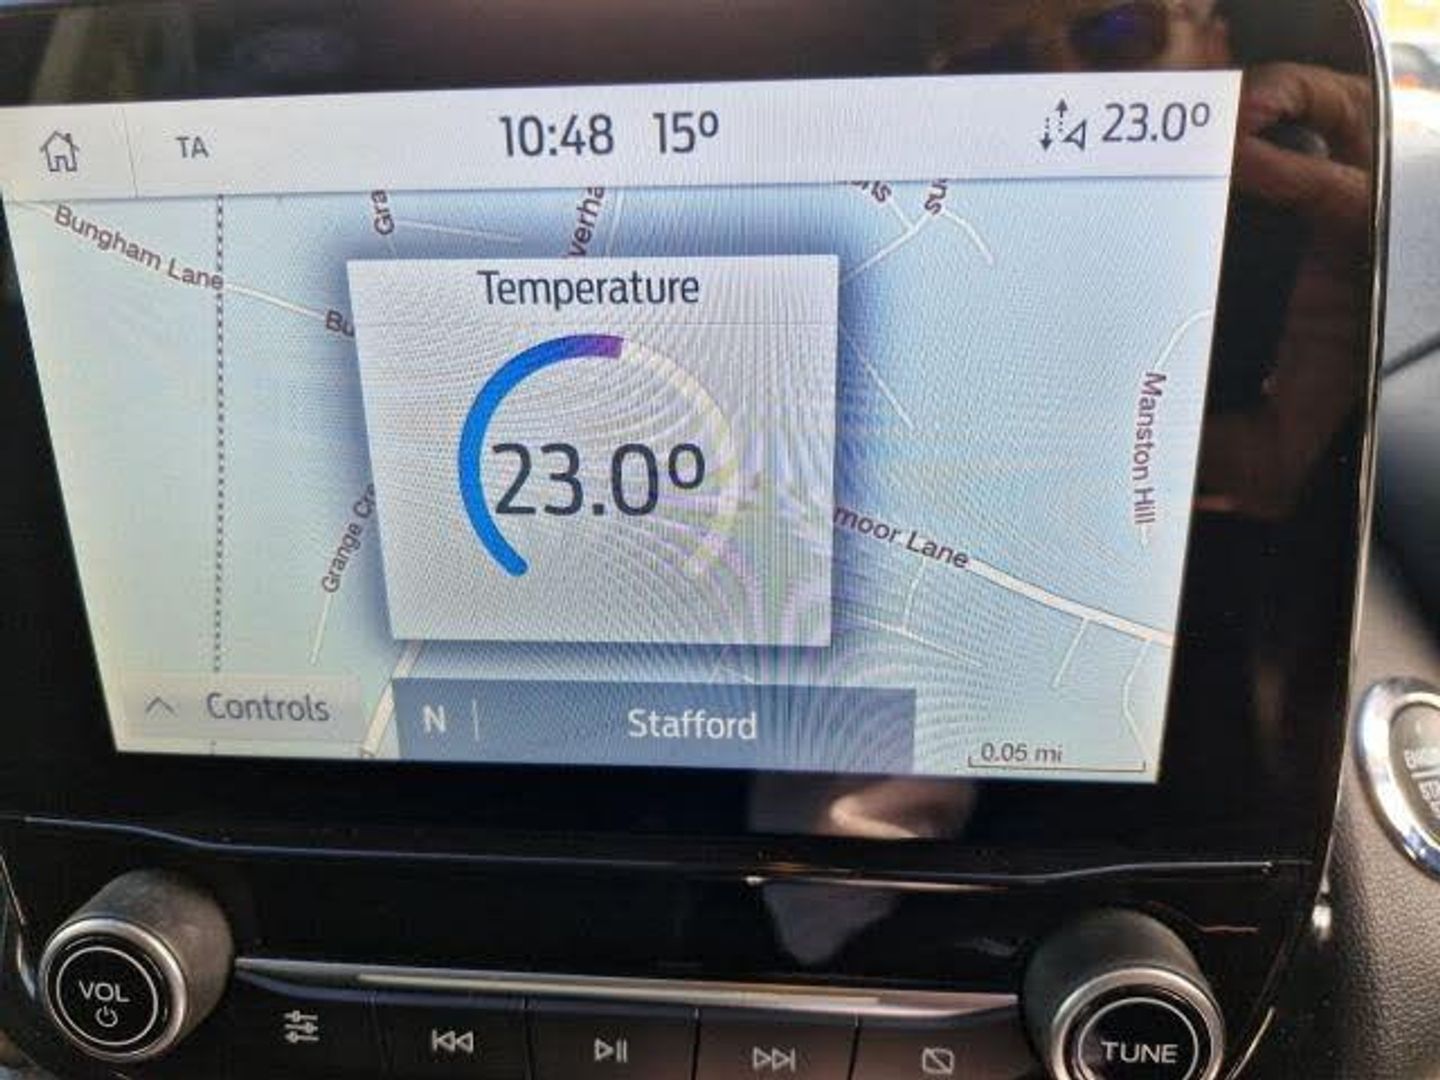 TA 10:48 15º 23.0º
Bungham Lane
Temperature
23.0º
Manston Hill
moor Lane
Grange
Controls
N Stafford
0.05 mi
VOL
TUNE